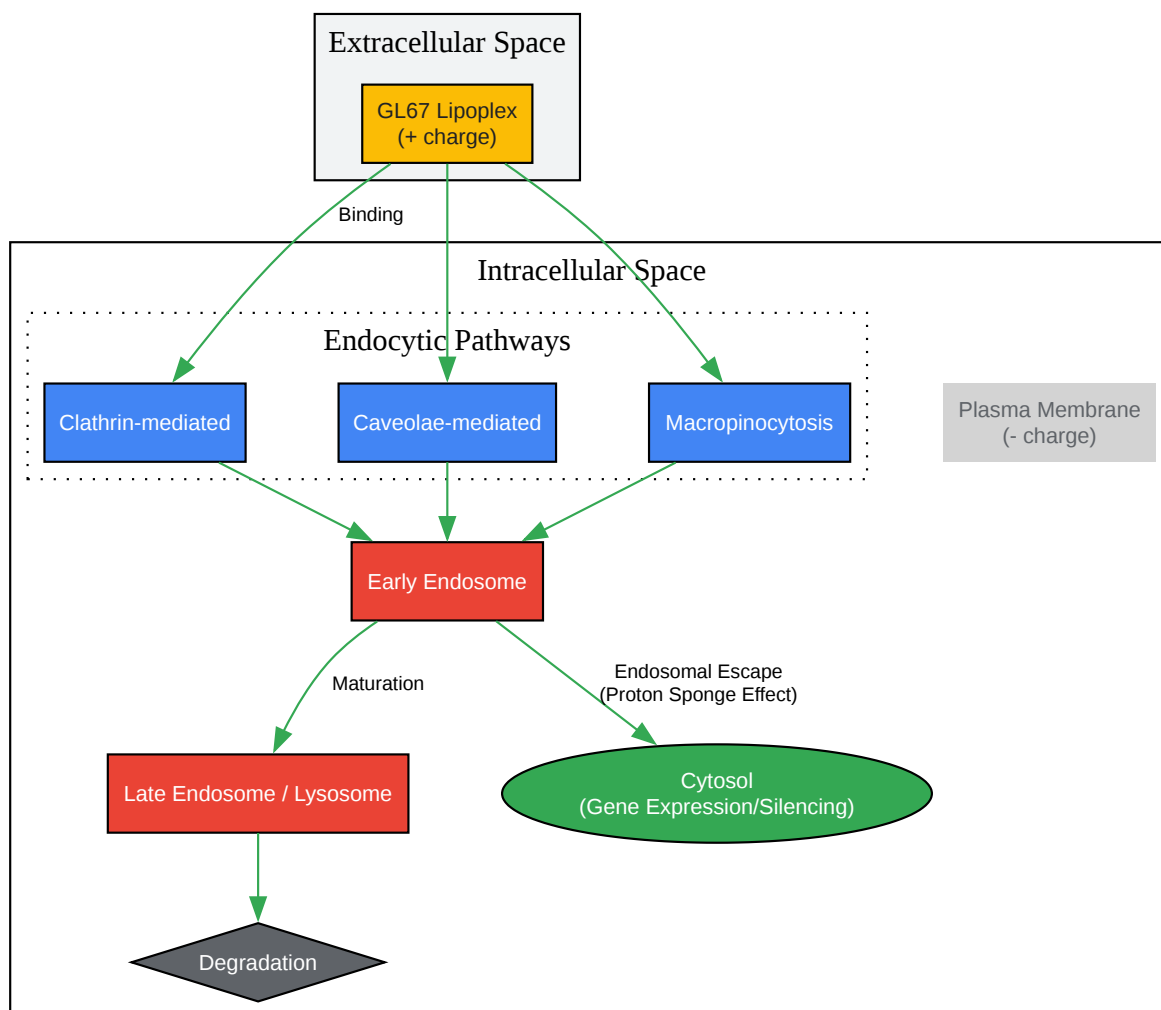 Extracellular Space
GL67 Lipoplex
(+ charge)
Binding
Intracellular Space
Endocytic Pathways
Clathrin-mediated
Caveolae-mediated
Macropinocytosis
Plasma Membrane
(- charge)
Early Endosome
Maturation
Endosomal Escape
(Proton Sponge Effect)
Late Endosome / Lysosome
Cytosol
(Gene Expression/Silencing)
Degradation